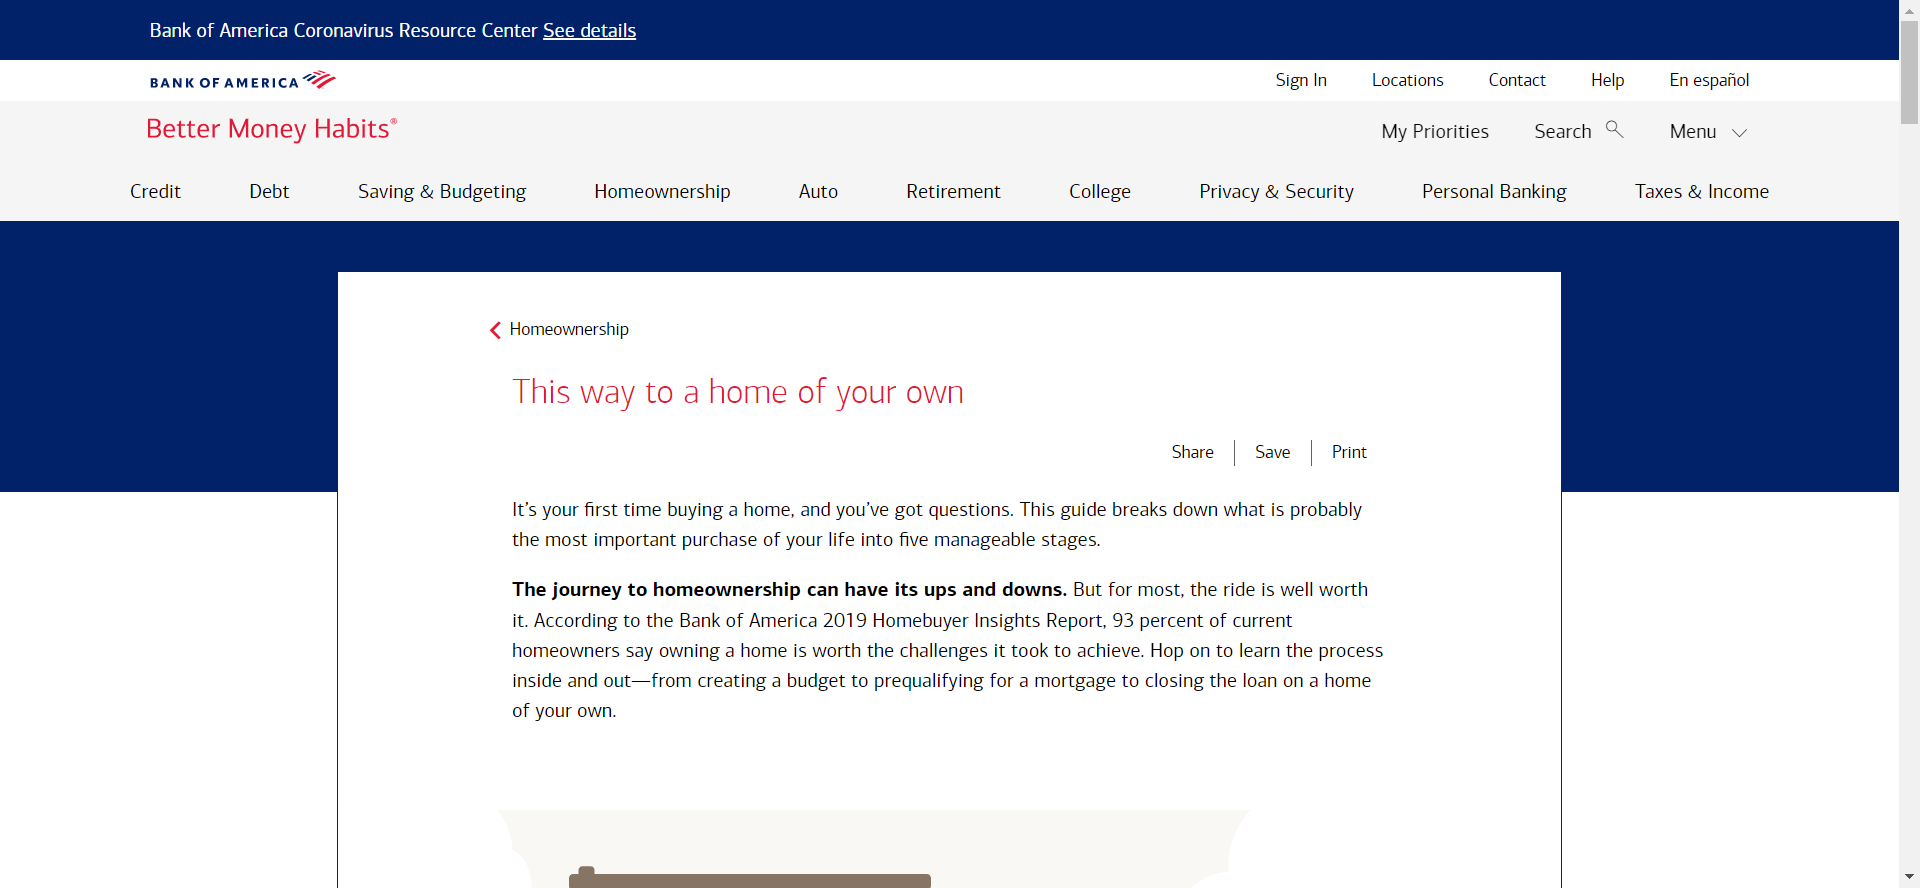 Bank of America Coronavirus Resource Center See details
BANK OF AMERICA
Sign In Locations Contact Help En español
Better Money Habits®
My Priorities Search Menu
Credit Debt Saving & Budgeting Homeownership Auto Retirement College Privacy & Security Personal Banking Taxes & Income
Homeownership
This way to a home of your own
Share Save Print
It’s your first time buying a home, and you’ve got questions. This guide breaks down what is probably
the most important purchase of your life into five manageable stages.
The journey to homeownership can have its ups and downs. But for most, the ride is well worth
it. According to the Bank of America 2019 Homebuyer Insights Report, 93 percent of current
homeowners say owning a home is worth the challenges it took to achieve. Hop on to learn the process
inside and out—from creating a budget to prequalifying for a mortgage to closing the loan on a home
of your own.